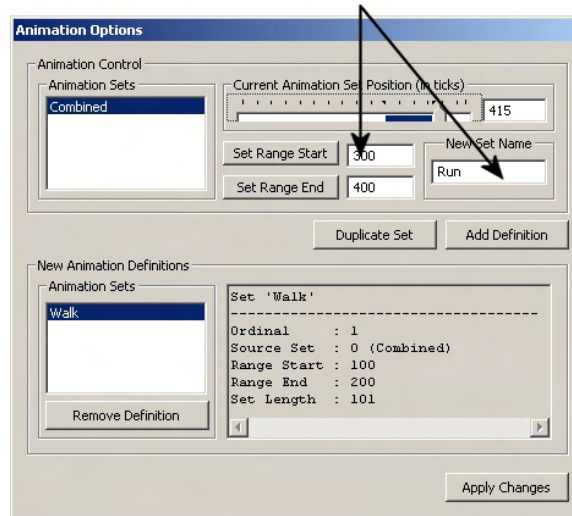 Animation Options
Animation Control
Animation Sets
Combined
Current Animation Set Position (in ticks)
415
Set Range Start
300
Set Range End
400
New Set Name
Run
Duplicate Set
Add Definition
New Animation Definitions
Animation Sets
Walk
Remove Definition
Set 'Walk'
------------------------------------
Ordinal : 1
Source Set : 0 (Combined)
Range Start : 100
Range End : 200
Set Length : 101
Apply Changes